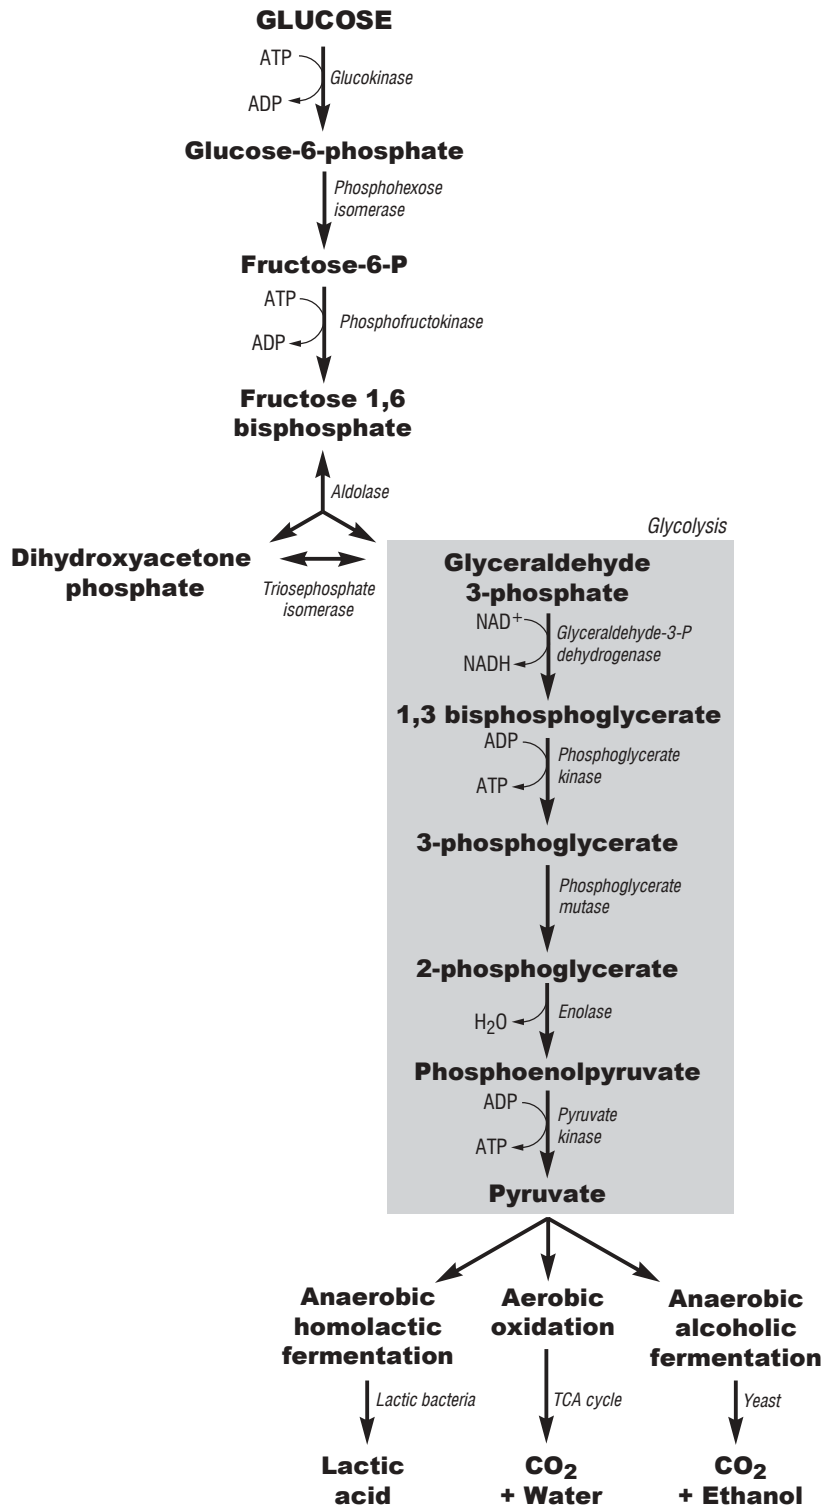 GLUCOSE
ATP
Glucokinase
ADP
Glucose-6-phosphate
Phosphohexose
isomerase
Fructose-6-P
ATP
Phosphofructokinase
ADP
Fructose 1,6
bisphosphate
Aldolase
Glycolysis
Dihydroxyacetone
phosphate
Triosephosphate
isomerase
Glyceraldehyde
3-phosphate
NAD+
Glyceraldehyde-3-P
dehydrogenase
NADH
1,3 bisphosphoglycerate
ADP
Phosphoglycerate
kinase
ATP
3-phosphoglycerate
Phosphoglycerate
mutase
2-phosphoglycerate
Enolase
H2O
Phosphoenolpyruvate
ADP
Pyruvate
kinase
ATP
Pyruvate
Anaerobic
homolactic
fermentation
Aerobic
oxidation
Anaerobic
alcoholic
fermentation
Lactic bacteria
TCA cycle
Yeast
Lactic
acid
CO2
+ Water
CO2
+ Ethanol